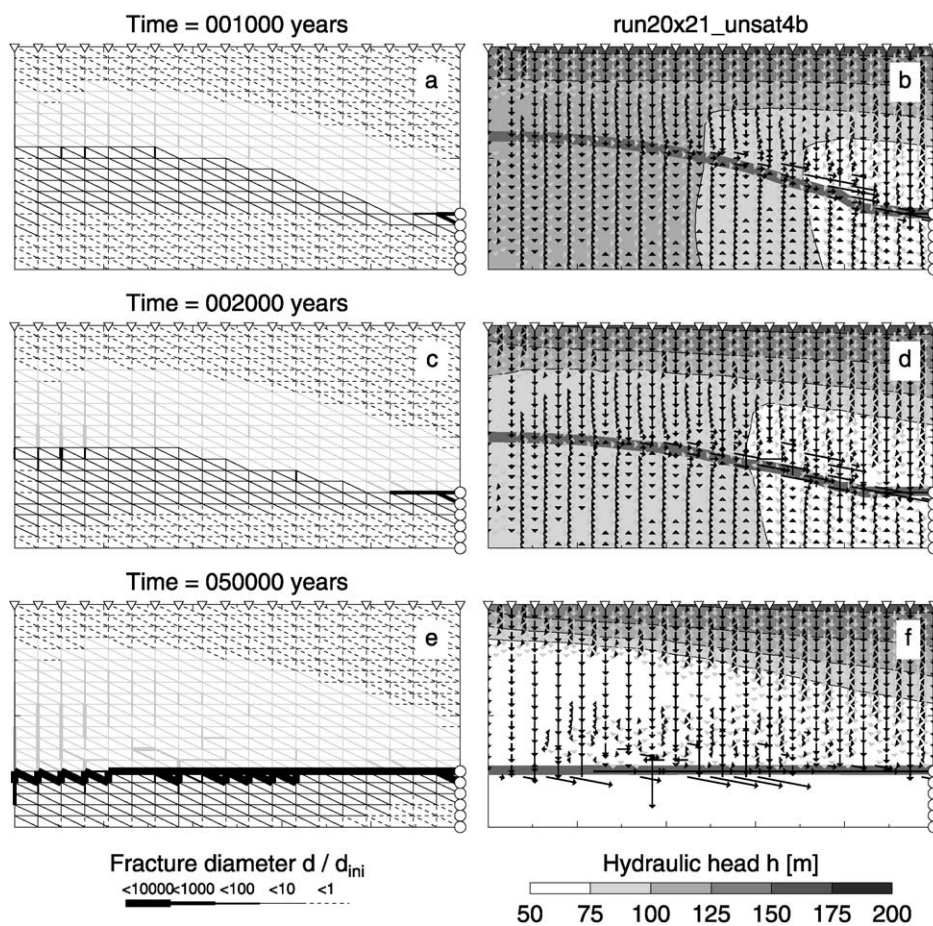 Time = 001000 years
run20x21_unsat4b
a
b
Time = 002000 years
c
d
Time = 050000 years
e
f
Fracture diameter d / dini
<10000<1000 <100 <10 <1
Hydraulic head h [m]
50 75 100 125 150 175 200